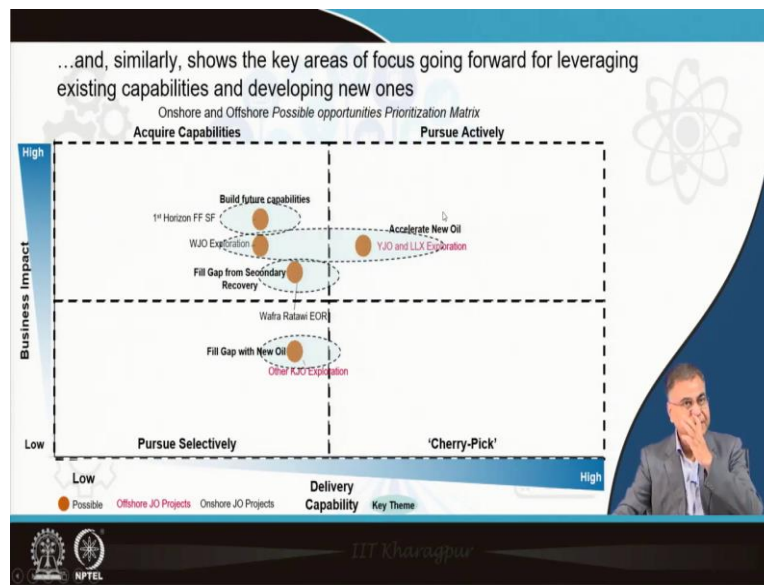 ...and, similarly, shows the key areas of focus going forward for leveraging
existing capabilities and developing new ones
Onshore and Offshore Possible opportunities Prioritization Matrix
Acquire Capabilities
Pursue Actively
High
Build future capabilities
1st Horizon FF SF
Accelerate New Oil
WJO Exploration
YJO and LLX Exploration
Fill Gap from Secondary
Recovery
Business Impact
Wafra Ratawi EOR
Fill Gap with New Oil
Other KJO Exploration
Low
Pursue Selectively
'Cherry-Pick'
Low
High
Delivery
Capability
Possible
Offshore JO Projects
Onshore JO Projects
Key Theme
IIT Kharagpur
NPTEL